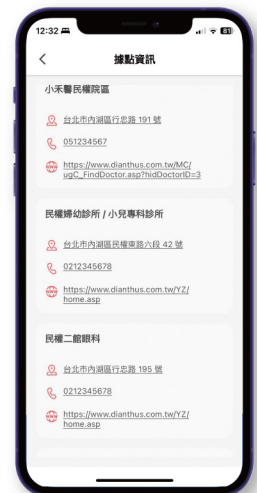 12:32
81
據點資訊
小禾馨民權院區
台北市內湖區行忠路 191 號
051234567
https://www.dianthus.com.tw/MC/
ugC_FindDoctor.asp?hidDoctorID=3
民權婦幼診所 / 小兒專科診所
台北市內湖區民權東路六段 42 號
0212345678
https://www.dianthus.com.tw/YZ/
home.asp
民權二館眼科
台北市內湖區行忠路 195 號
0212345678
https://www.dianthus.com.tw/YZ/
home.asp